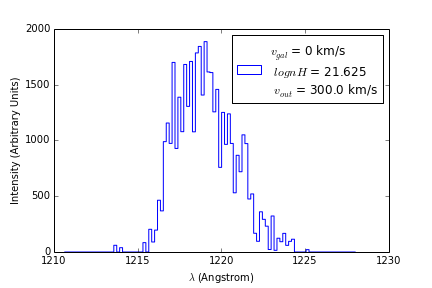 2000
1500
1000
500
0
1210
1215
1220
1225
1230
Intensity (Arbitrary Units)
λ (Angstrom)
v_gal = 0 km/s
lognH = 21.625
v_out = 300.0 km/s